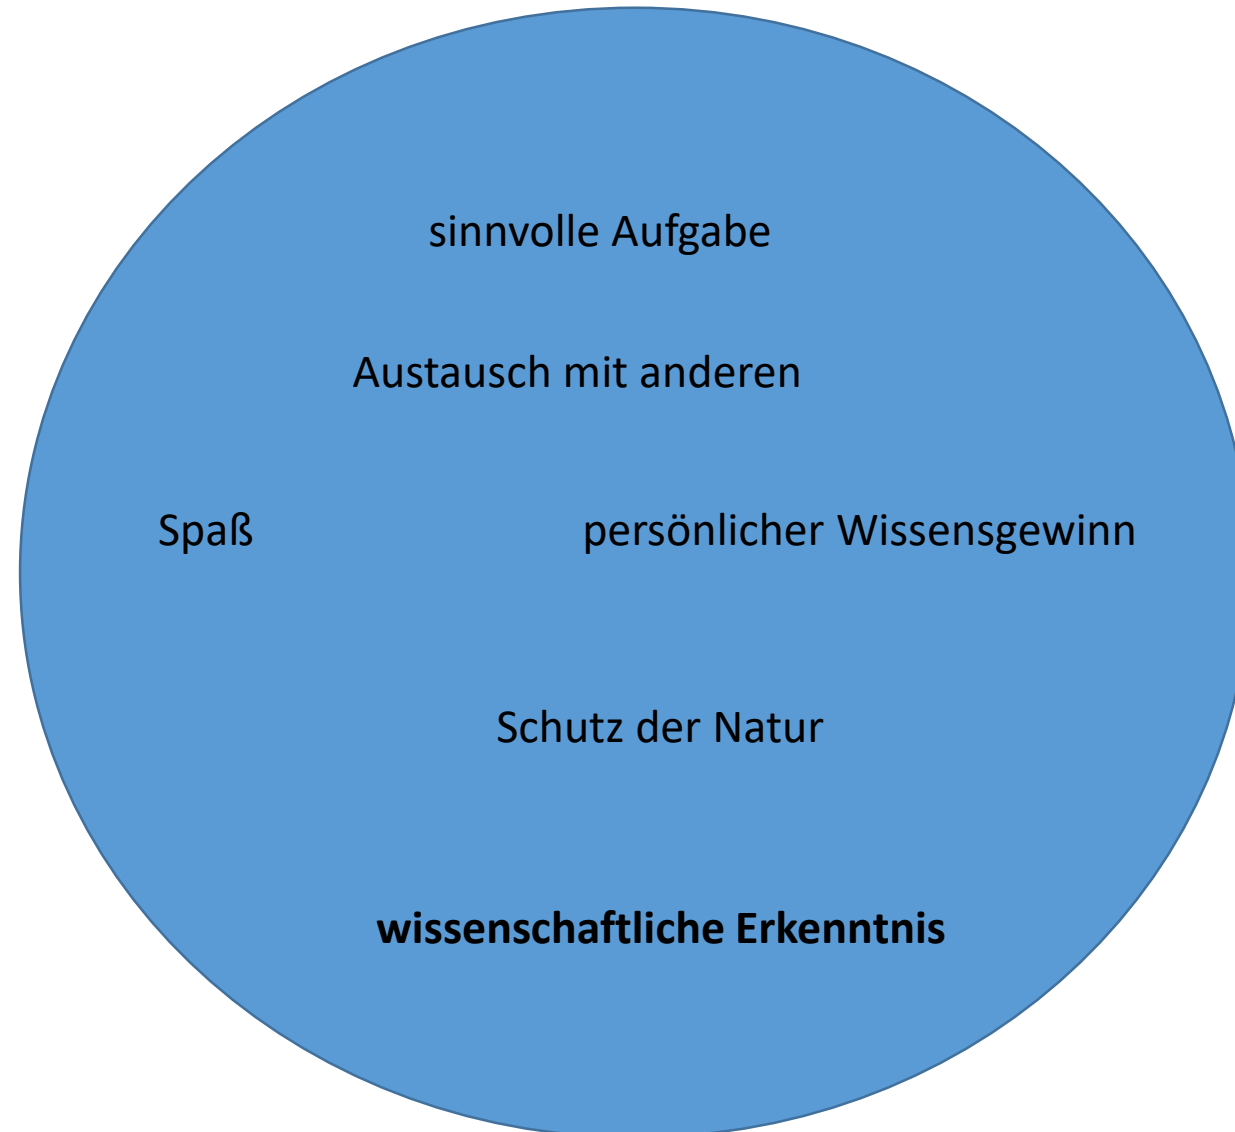 sinnvolle Aufgabe
Austausch mit anderen
Spaß persönlicher Wissensgewinn
Schutz der Natur
wissenschaftliche Erkenntnis